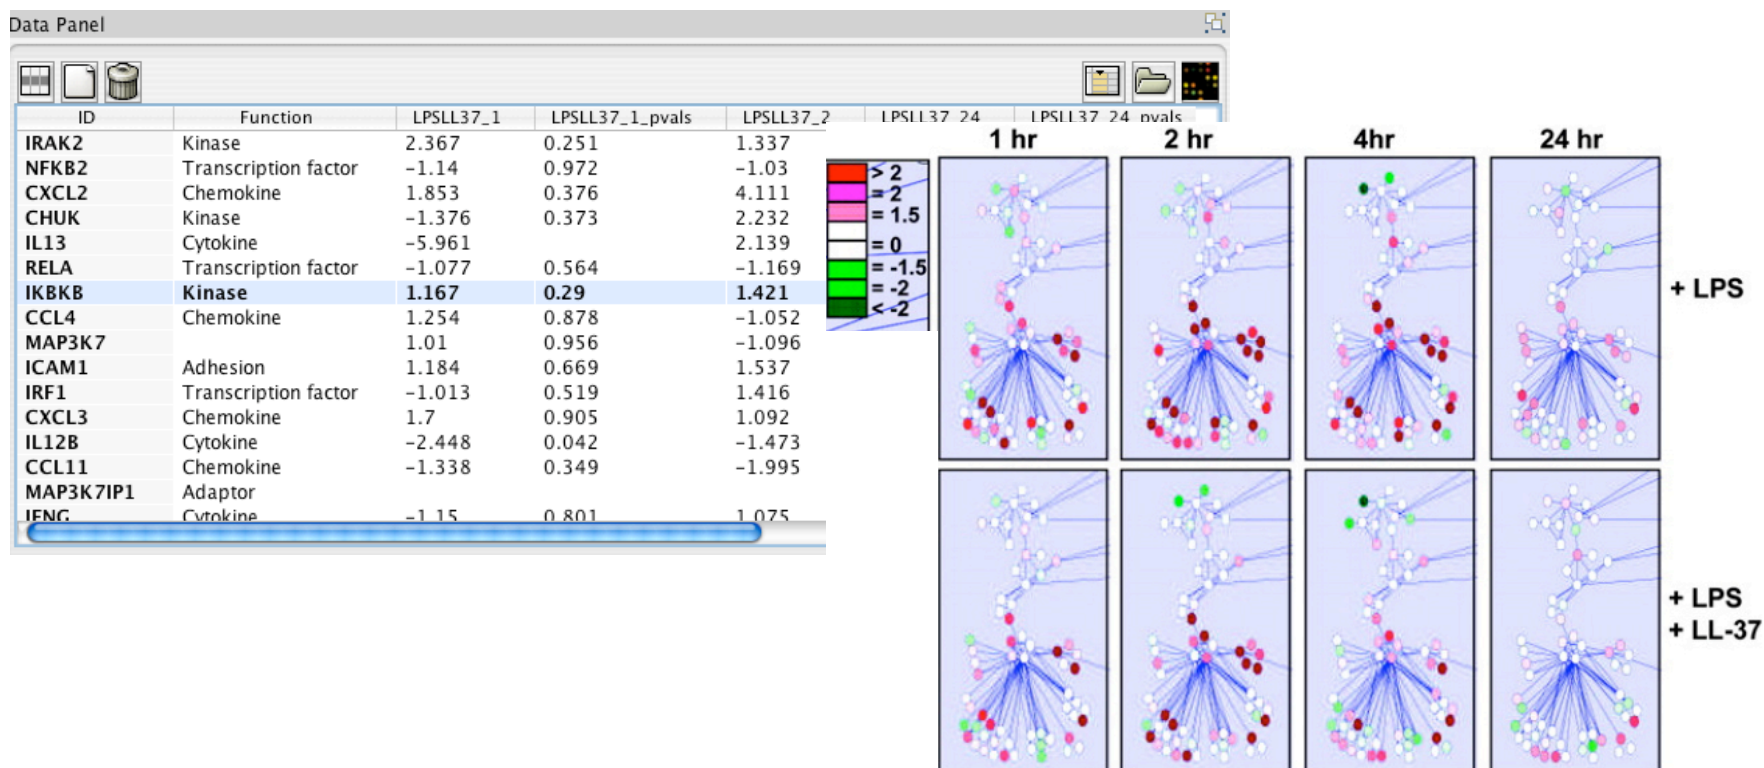 Data Panel
ID Function LPSLL37_1 LPSLL37_1_pvals LPSLL37_2 LPSLL37_24 LPSLL37_24_pvals
IRAK2 Kinase 2.367 0.251 1.337
NFKB2 Transcription factor -1.14 0.972 -1.03
CXCL2 Chemokine 1.853 0.376 4.111
CHUK Kinase -1.376 0.373 2.232
IL13 Cytokine -5.961 2.139
RELA Transcription factor -1.077 0.564 -1.169
IKBKB Kinase 1.167 0.29 1.421
CCL4 Chemokine 1.254 0.878 -1.052
MAP3K7 1.01 0.956 -1.096
ICAM1 Adhesion 1.184 0.669 1.537
IRF1 Transcription factor -1.013 0.519 1.416
CXCL3 Chemokine 1.7 0.905 1.092
IL12B Cytokine -2.448 0.042 -1.473
CCL11 Chemokine -1.338 0.349 -1.995
MAP3K7IP1 Adaptor
IFNG Cytokine -1.15 0.801 1.075
1 hr 2 hr 4hr 24 hr
> 2
= 2
= 1.5
= 0
= -1.5
= -2
< -2
+ LPS
+ LPS
+ LL-37